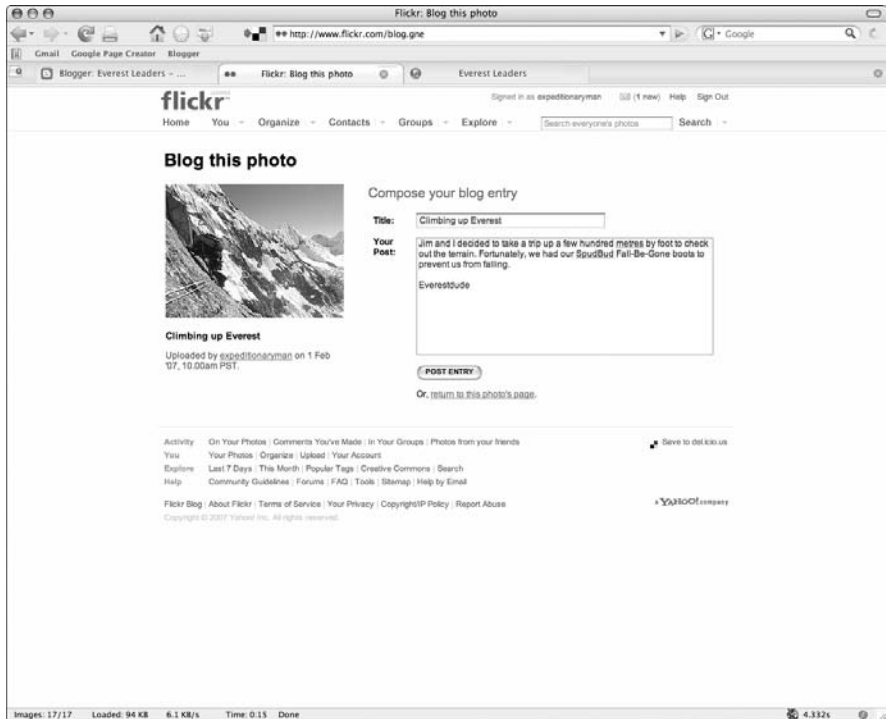 Flickr: Blog this photo
http://www.flickr.com/blog.gne
G Google
Gmail Google Page Creator Blogger
Blogger: Everest Leaders – ...
Flickr: Blog this photo
Everest Leaders
flickr
Signed in as expeditionaryman (1 new) Help Sign Out
Home You Organize Contacts Groups Explore
Search everyone's photos
Search
Blog this photo
Compose your blog entry
Title:
Climbing up Everest
Your Post:
Jim and I decided to take a trip up a few hundred metres by foot to check
out the terrain. Fortunately, we had our SpudBud Fall-Be-Gone boots to
prevent us from falling.
Everestdude
Climbing up Everest
Uploaded by expeditionaryman on 1 Feb
'07, 10.00am PST.
POST ENTRY
Or, return to this photo's page.
Activity On Your Photos | Comments You've Made | In Your Groups | Photos from your friends
Save to del.icio.us
You Your Photos | Organize | Upload | Your Account
Explore Last 7 Days | This Month | Popular Tags | Creative Commons | Search
Help Community Guidelines | Forums | FAQ | Tools | Sitemap | Help by Email
Flickr Blog | About Flickr | Terms of Service | Your Privacy | Copyright/IP Policy | Report Abuse
a YAHOO! company
Copyright © 2007 Yahoo! Inc. All rights reserved.
Images: 17/17 Loaded: 94 KB 6.1 KB/s Time: 0:15 Done
4.332s